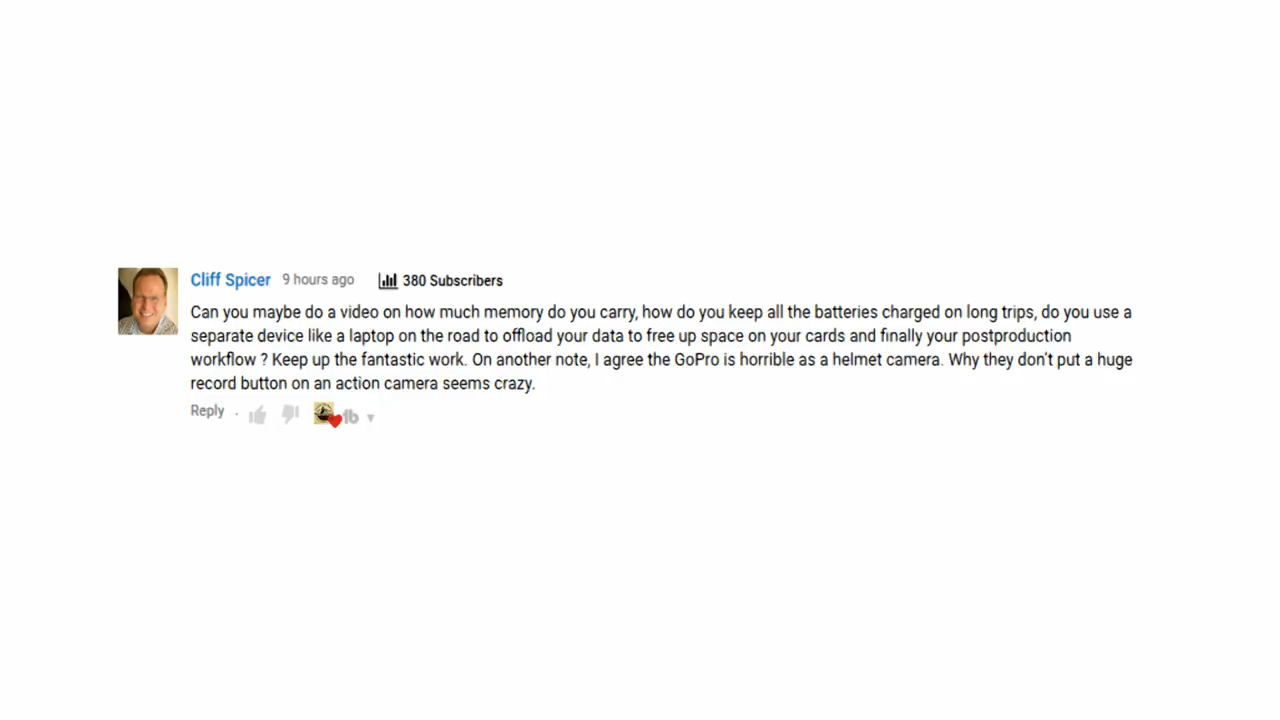 Cliff Spicer 9 hours ago 380 Subscribers
Can you maybe do a video on how much memory do you carry, how do you keep all the batteries charged on long trips, do you use a
separate device like a laptop on the road to offload your data to free up space on your cards and finally your postproduction
workflow ? Keep up the fantastic work. On another note, I agree the GoPro is horrible as a helmet camera. Why they don't put a huge
record button on an action camera seems crazy.
Reply . tb